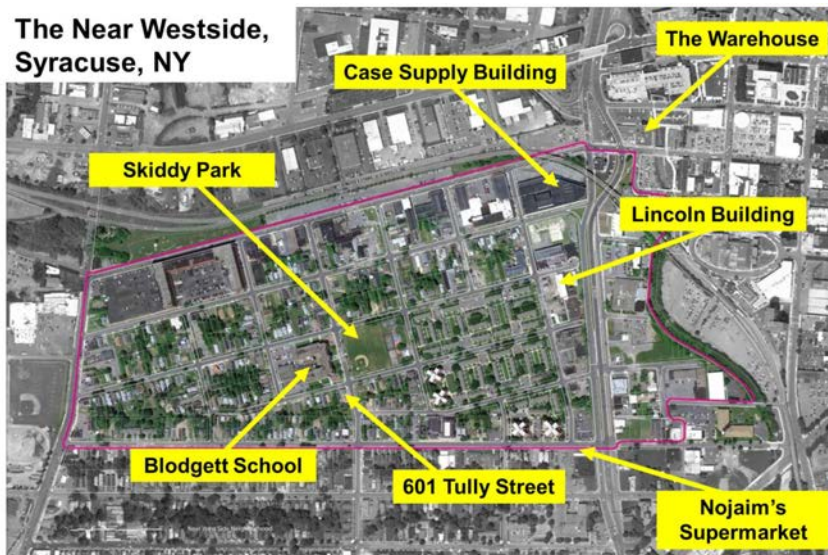 The Near Westside,
Syracuse, NY
The Warehouse
Case Supply Building
Skiddy Park
Lincoln Building
Blodgett School
601 Tully Street
Nojaim's
Supermarket